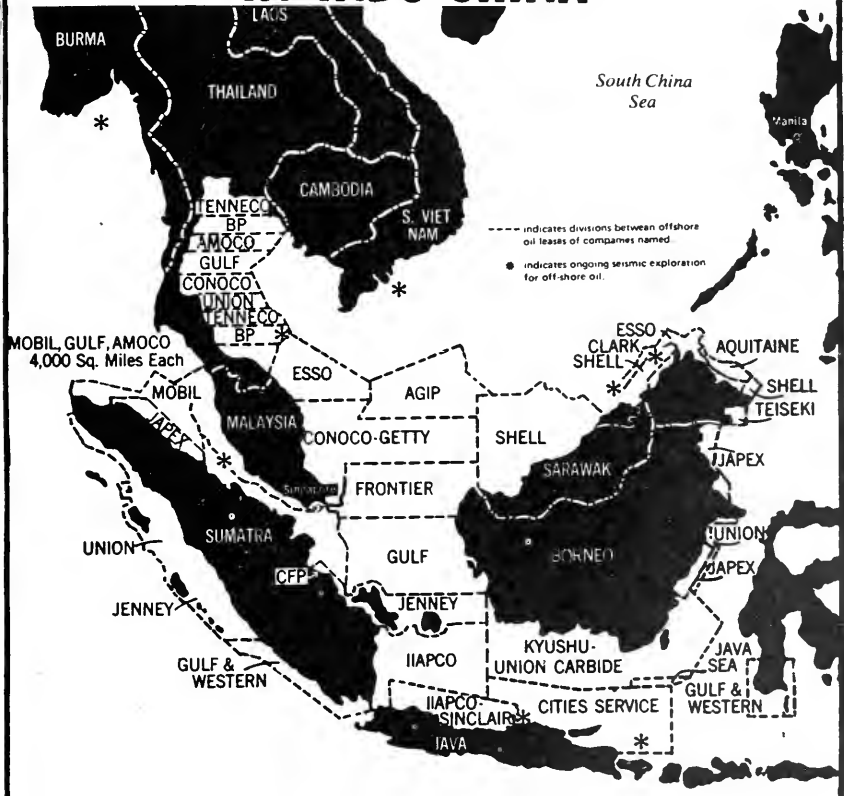 LAOS
BURMA
THAILAND
South China
Sea
Manila
CAMBODIA
S. VIET
NAM
---- indicates divisions between offshore
oil leases of companies named.
* indicates ongoing seismic exploration
for off-shore oil.
TENNECO
BP
AMOCO
GULF
CONOCO
UNION
TENNECO
BP
MOBIL, GULF, AMOCO
4,000 Sq. Miles Each
MOBIL
JAPEX
MALAYSIA
ESSO
AGIP
CONOCO-GETTY
FRONTIER
Singapore
ESSO
CLARK
SHELL
AQUITAINE
SHELL
TEISEKI
SHELL
SARAWAK
JAPEX
SUMATRA
UNION
CFP
GULF
BORNEO
UNION
JAPEX
JENNEY
JENNEY
GULF &
WESTERN
IIAPCO
KYUSHU-
UNION CARBIDE
JAVA
SEA
IIAPCO-
SINCLAIR
CITIES SERVICE
GULF &
WESTERN
JAVA